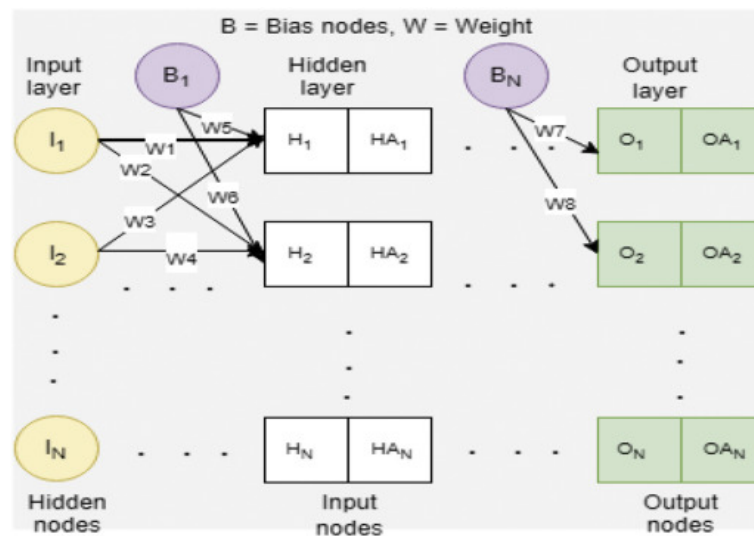 B = Bias nodes, W = Weight
Input
layer
B1
Hidden
layer
BN
Output
layer
I1
W1
W5
H1
HA1
W7
O1
OA1
W2
W3
W6
W8
I2
W4
H2
HA2
O2
OA2
IN
HN
HAN
ON
OAN
Hidden
nodes
Input
nodes
Output
nodes